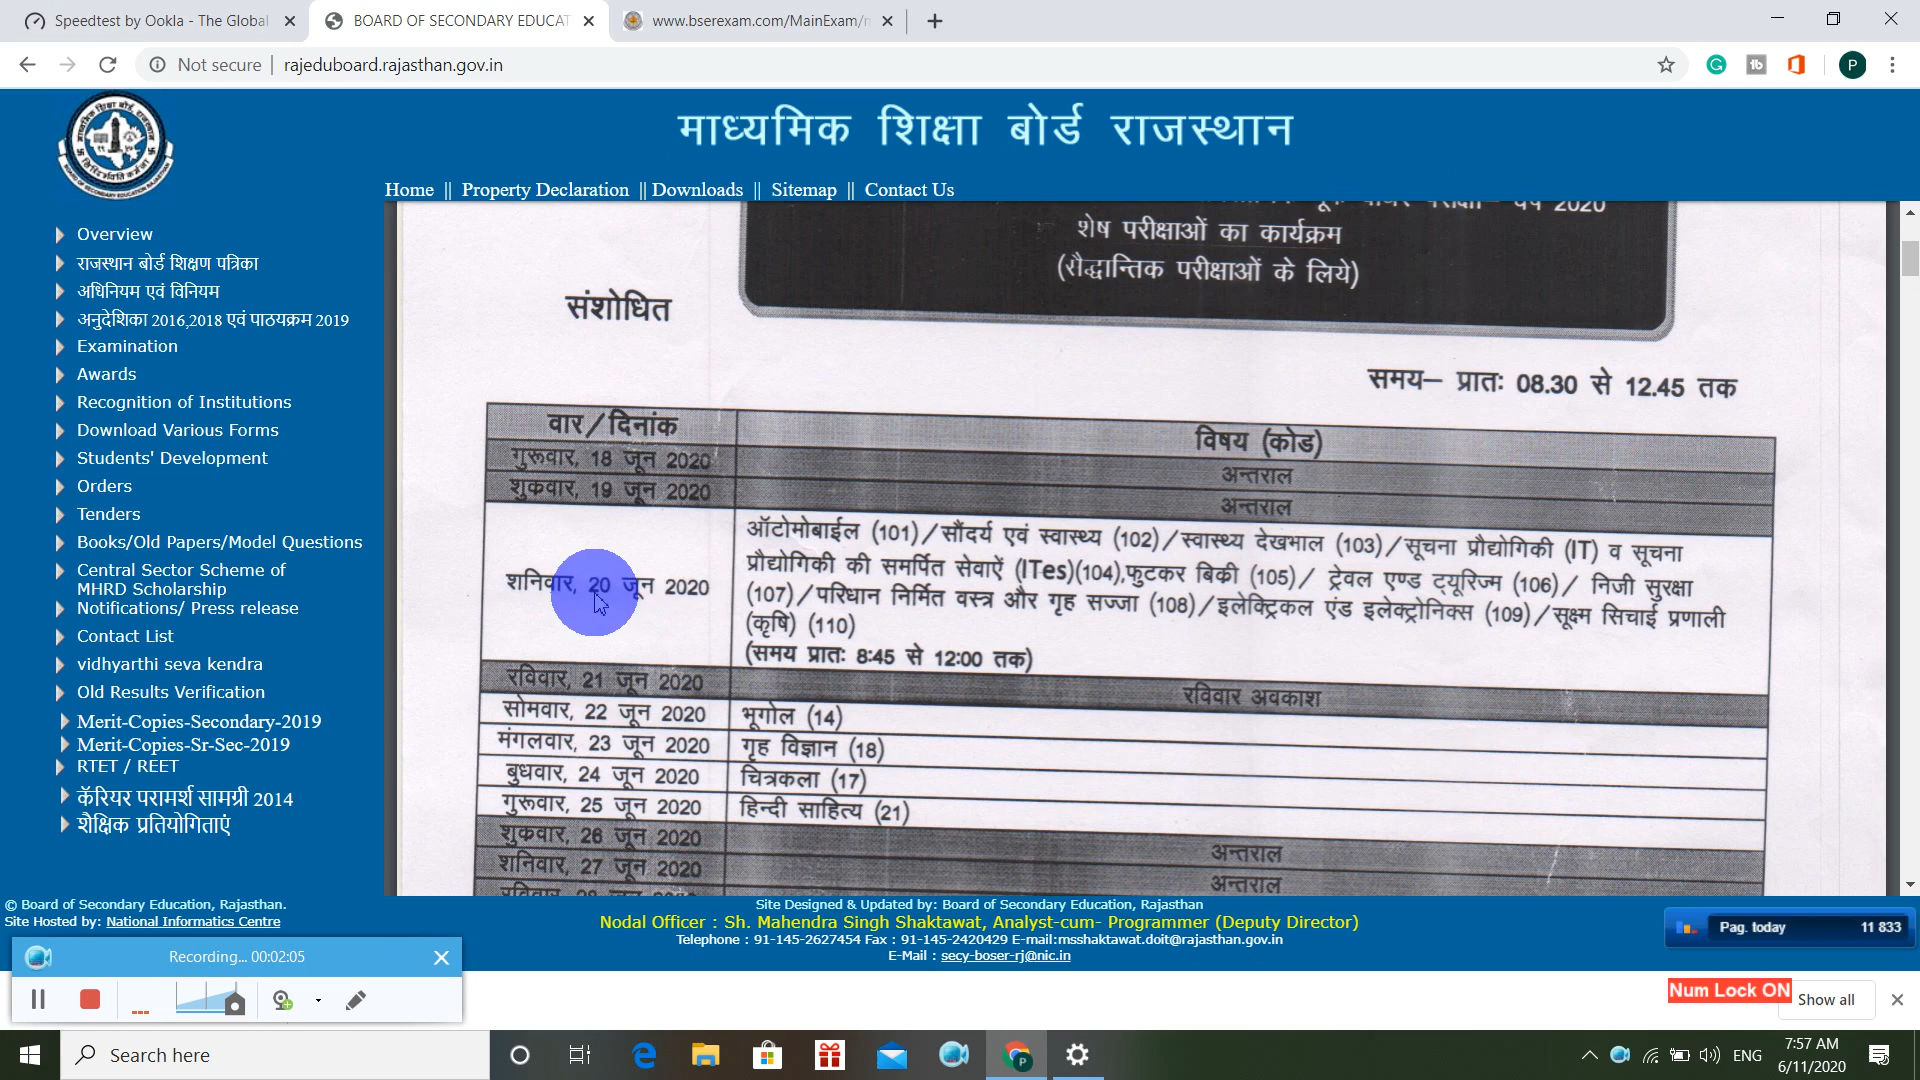 Speedtest by Ookla - The Global
BOARD OF SECONDARY EDUCAT
www.bserexam.com/MainExam/
Not secure
rajeduboard.rajasthan.gov.in
P
माध्यमिक शिक्षा बोर्ड राजस्थान
Home || Property Declaration || Downloads || Sitemap || Contact Us
Overview
राजस्थान बोर्ड शिक्षण पत्रिका
अधिनियम एवं विनियम
अनुदेशिका 2016,2018 एवं पाठयक्रम 2019
Examination
Awards
Recognition of Institutions
Download Various Forms
Students' Development
Orders
Tenders
Books/Old Papers/Model Questions
Central Sector Scheme of
MHRD Scholarship
Notifications/ Press release
Contact List
vidhyarthi seva kendra
Old Results Verification
Merit-Copies-Secondary-2019
Merit-Copies-Sr-Sec-2019
RTET / REET
कॅरियर परामर्श सामग्री 2014
शैक्षिक प्रतियोगिताएं
2020
शेष परीक्षाओं का कार्यक्रम
(सैद्धान्तिक परीक्षाओं के लिये)
संशोधित
समय– प्रातः 08.30 से 12.45 तक
वार/दिनांक विषय (कोड)
गुरूवार, 18 जून 2020 अन्तराल
शुकवार, 19 जून 2020 अन्तराल
शनिवार, 20 जून 2020
ऑटोमोबाईल (101)/सौंदर्य एवं स्वास्थ्य (102)/स्वास्थ्य देखभाल (103)/सूचना प्रौद्योगिकी (IT) व सूचना
प्रौद्योगिकी की समर्पित सेवाऐं (ITes)(104),फुटकर बिकी (105)/ ट्रेवल एण्ड ट्यूरिज्म (106)/ निजी सुरक्षा
(107)/परिधान निर्मित वस्त्र और गृह सज्जा (108)/इलेक्ट्रिकल एंड इलेक्ट्रोनिक्स (109)/सूक्ष्म सिचाई प्रणाली
(कृषि) (110)
(समय प्रातः 8:45 से 12:00 तक)
रविवार, 21 जून 2020 रविवार अवकाश
सोमवार, 22 जून 2020 भूगोल (14)
मंगलवार, 23 जून 2020 गृह विज्ञान (18)
बुधवार, 24 जून 2020 चित्रकला (17)
गुरूवार, 25 जून 2020 हिन्दी साहित्य (21)
शुकवार, 26 जून 2020 अन्तराल
शनिवार, 27 जून 2020 अन्तराल
© Board of Secondary Education, Rajasthan.
Site Hosted by: National Informatics Centre
Site Designed & Updated by: Board of Secondary Education, Rajasthan
Nodal Officer : Sh. Mahendra Singh Shaktawat, Analyst-cum- Programmer (Deputy Director)
Telephone : 91-145-2627454 Fax : 91-145-2420429 E-mail:msshaktawat.doit@rajasthan.gov.in
E-Mail : secy-boser-rj@nic.in
Pag. today 11 833
Recording... 00:02:05
Num Lock ON
Show all
Search here
ENG
7:57 AM
6/11/2020